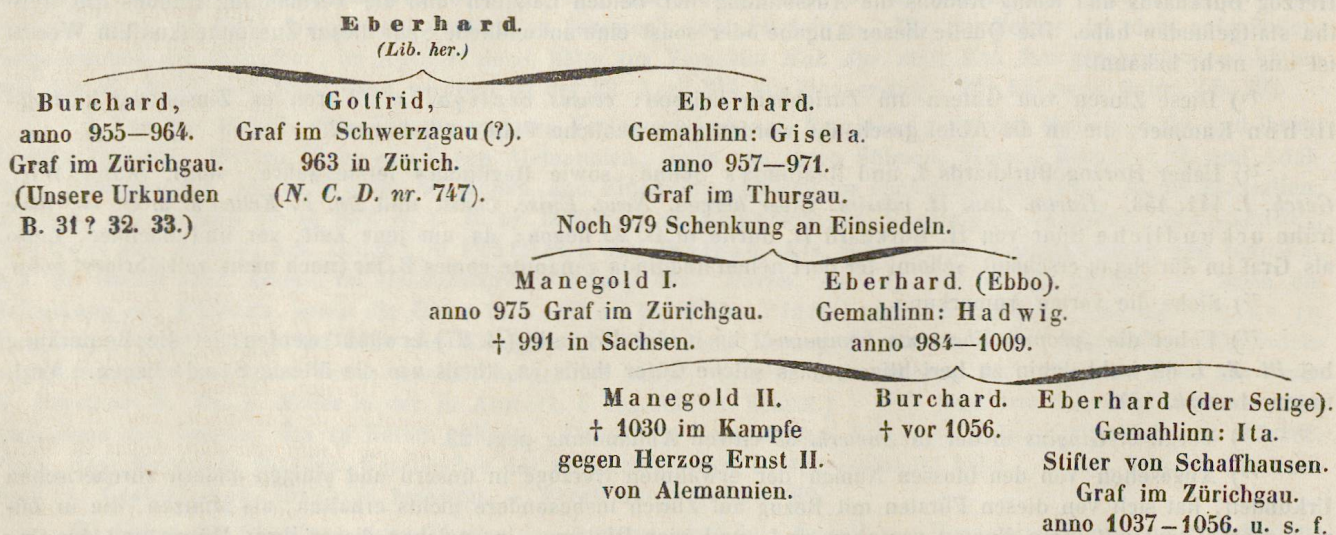 Eberhard
(Lib. her.)
Burchard,
anno 955–964.
Graf im Zürichgau.
(Unsere Urkunden
B. 31 ? 32. 33.)
Gotfrid,
Graf im Schwerzagau (?).
963 in Zürich.
(N. C. D. nr. 747).
Eberhard.
Gemahlinn: Gisela.
anno 957–971.
Graf im Thurgau.
Noch 979 Schenkung an Einsiedeln.
Manegold I.
anno 975 Graf im Zürichgau.
† 991 in Sachsen.
Eberhard. (Ebbo).
Gemahlinn: Hadwig.
anno 984–1009.
Manegold II.
† 1030 im Kampfe
gegen Herzog Ernst II.
von Alemannien.
Burchard.
† vor 1056.
Eberhard (der Selige).
Gemahlinn: Ita.
Stifter von Schaffhausen.
Graf im Zürichgau.
anno 1037–1056. u. s. f.